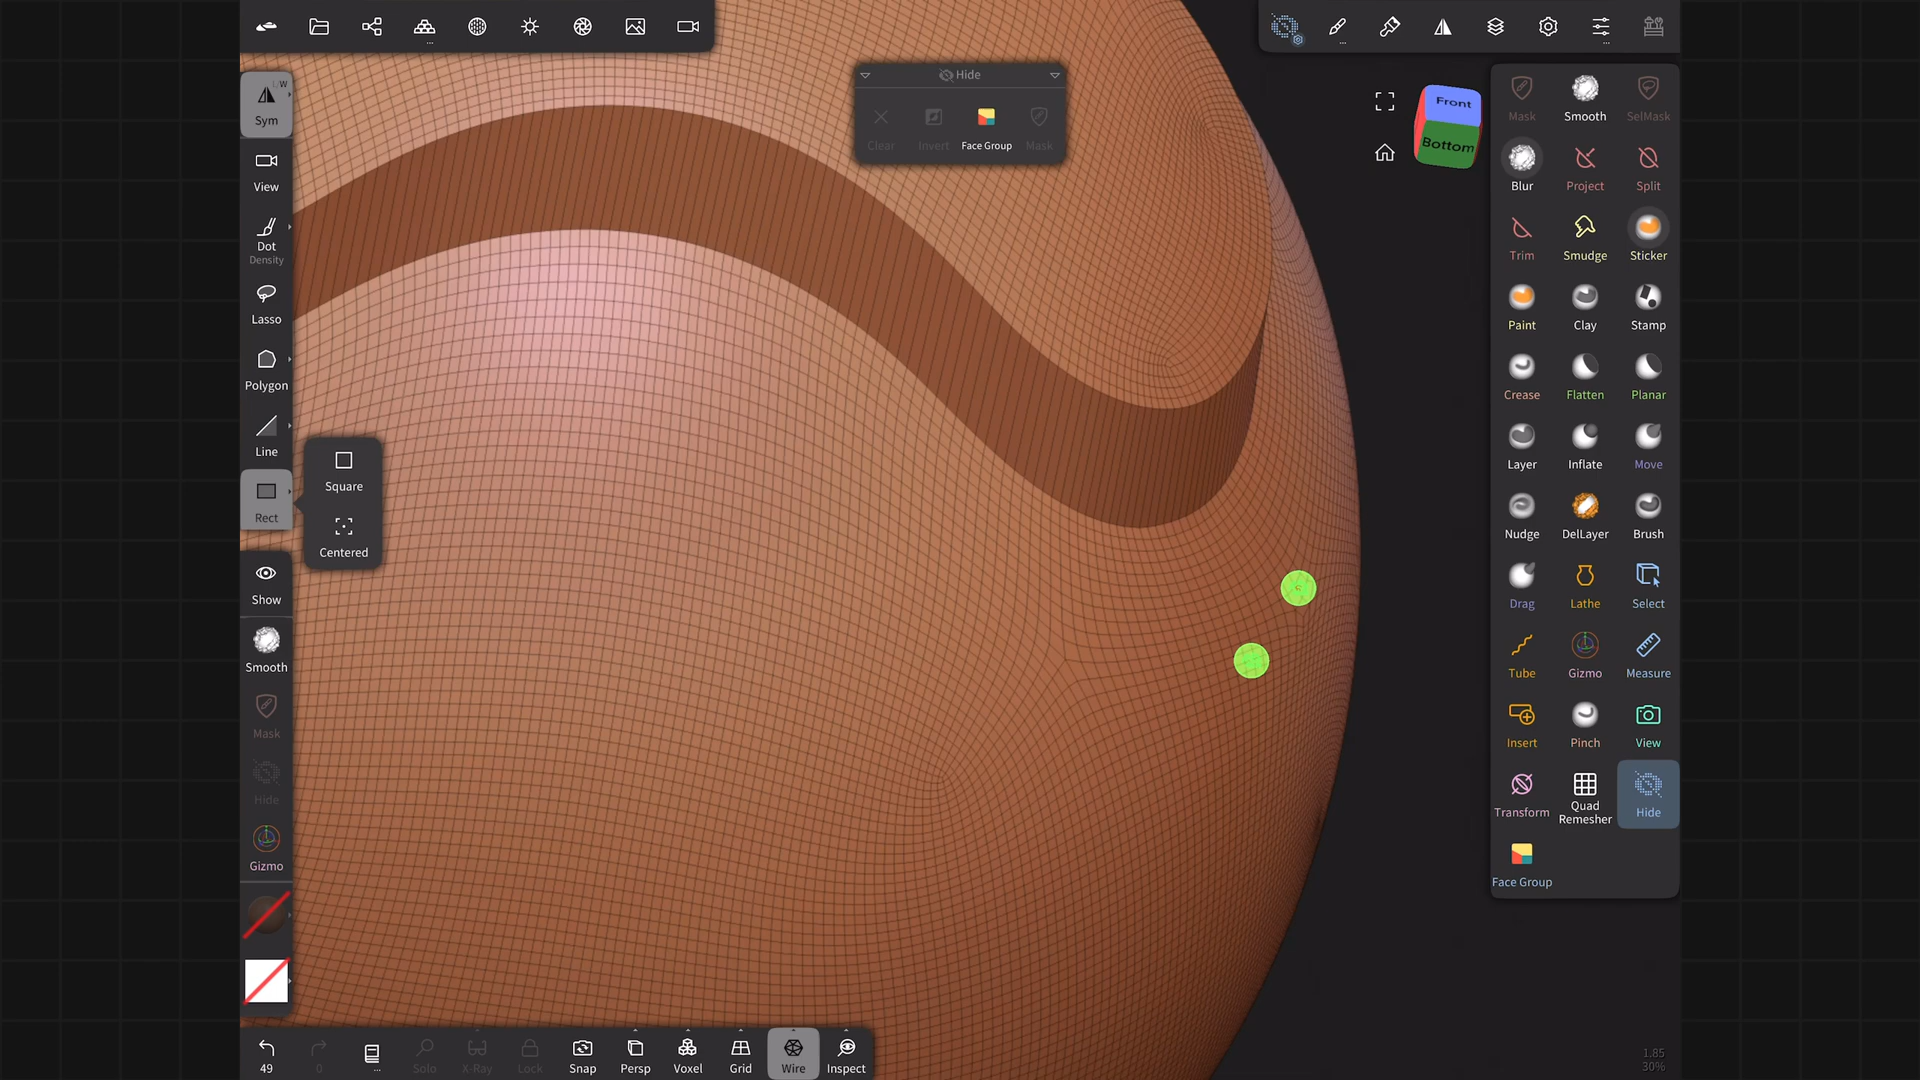 Hide
Clear
Invert
Face Group
Mask
Front
Bottom
W
Sym
View
Dot
Density
Lasso
Polygon
Line
Rect
Square
Centered
Show
Smooth
Mask
Hide
Gizmo
Mask
Smooth
SelMask
Blur
Project
Split
Trim
Smudge
Sticker
Paint
Clay
Stamp
Crease
Flatten
Planar
Layer
Inflate
Move
Nudge
DelLayer
Brush
Drag
Lathe
Select
Tube
Gizmo
Measure
Insert
Pinch
View
Transform
Quad
Remesher
Hide
Face Group
49
0
Solo
X-Ray
Lock
Snap
Persp
Voxel
Grid
Wire
Inspect
1.85
30%